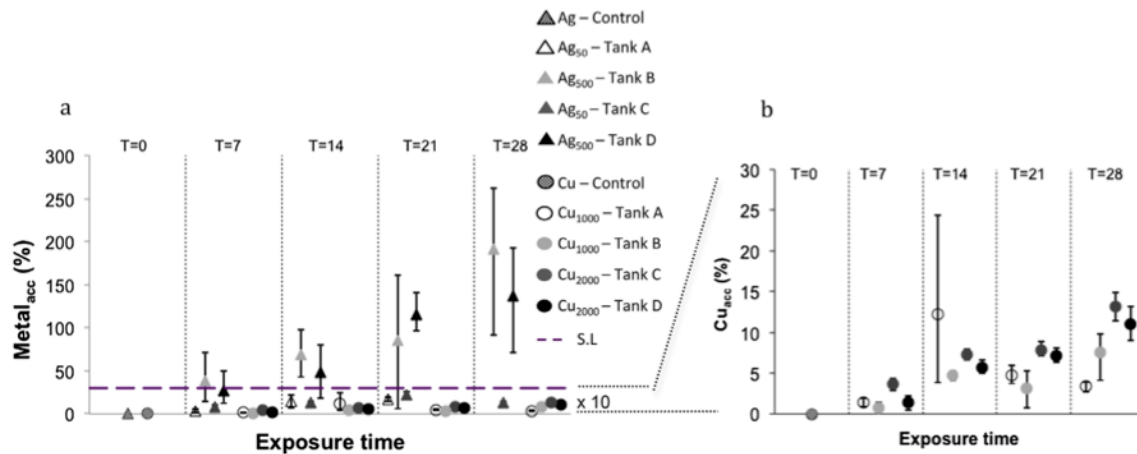 Ag – Control
Ag50 – Tank A
Ag500 – Tank B
Ag50 – Tank C
Ag500 – Tank D
Cu – Control
Cu1000 – Tank A
Cu1000 – Tank B
Cu2000 – Tank C
Cu2000 – Tank D
S.L
a
T=0 T=7 T=14 T=21 T=28
300
250
200
150
100
50
0
Metalacc (%)
x 10
Exposure time
b
30
25
20
15
10
5
0
T=0 T=7 T=14 T=21 T=28
Cuacc (%)
Exposure time